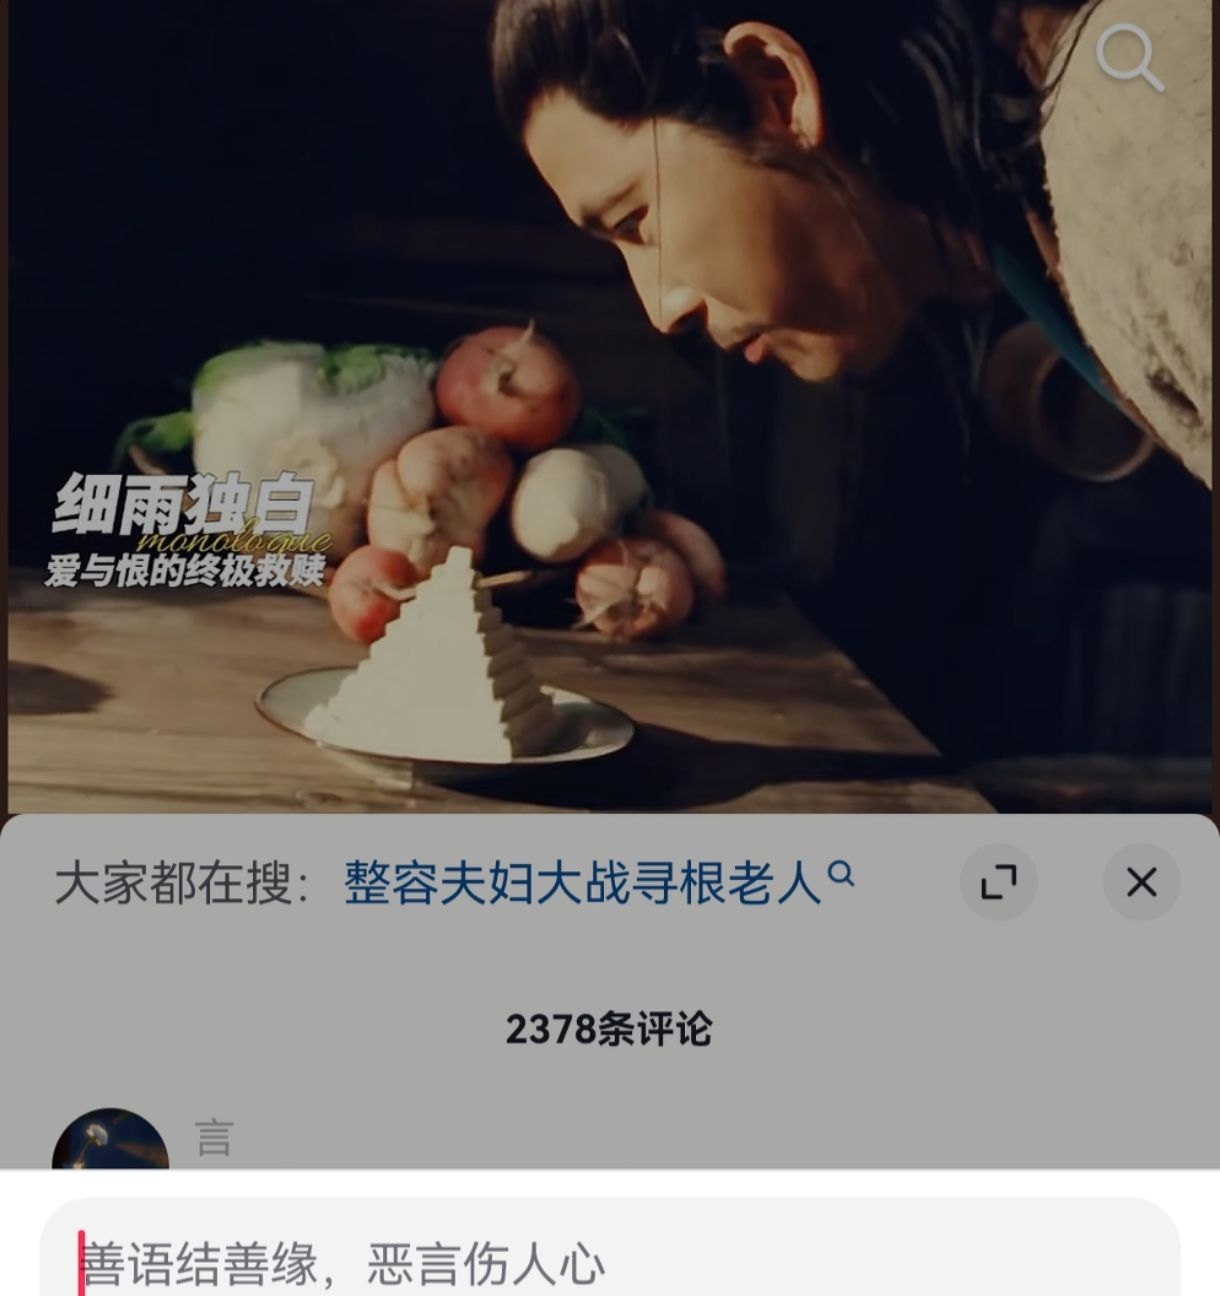 细雨独白
monologue
爱与恨的终极救赎
大家都在搜：整容夫妇大战寻根老人
2378条评论
言
善语结善缘，恶言伤人心